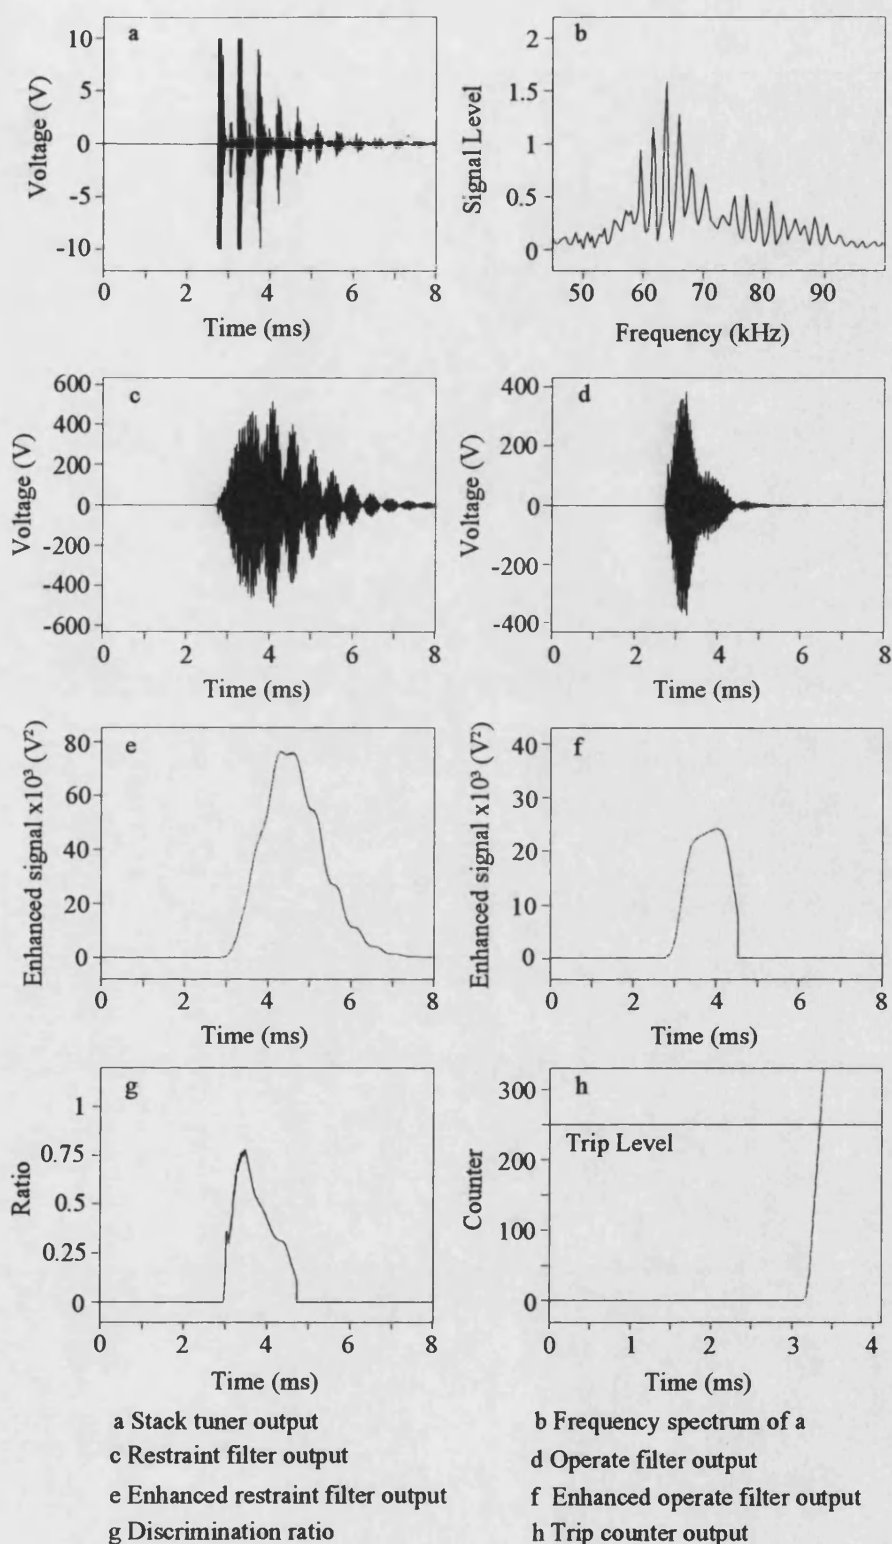 a
10
5
0
-5
-10
Voltage (V)
0 2 4 6 8
Time (ms)
b
2
1.5
1
0.5
0
Signal Level
50 60 70 80 90
Frequency (kHz)
c
600
400
200
0
-200
-400
-600
Voltage (V)
0 2 4 6 8
Time (ms)
d
400
200
0
-200
-400
Voltage (V)
0 2 4 6 8
Time (ms)
e
80
60
40
20
0
Enhanced signal x10³ (V²)
0 2 4 6 8
Time (ms)
f
40
30
20
10
0
Enhanced signal x10³ (V²)
0 2 4 6 8
Time (ms)
g
1
0.75
0.5
0.25
0
Ratio
0 2 4 6 8
Time (ms)
h
300
200
100
0
Counter
Trip Level
0 1 2 3 4
Time (ms)
a Stack tuner output
b Frequency spectrum of a
c Restraint filter output
d Operate filter output
e Enhanced restraint filter output
f Enhanced operate filter output
g Discrimination ratio
h Trip counter output